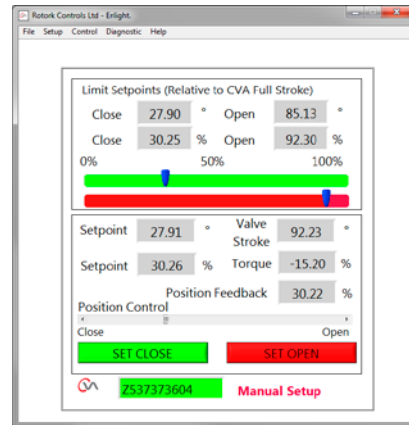 Rotork Controls Ltd - Enlight.
File Setup Control Diagnostic Help
Limit Setpoints (Relative to CVA Full Stroke)
Close 27.90 ° Open 85.13 °
Close 30.25 % Open 92.30 %
0% 50% 100%
Setpoint 27.91 ° Valve Stroke 92.23 °
Setpoint 30.26 % Torque -15.20 %
Position Feedback 30.22 %
Position Control
Close Open
SET CLOSE SET OPEN
CVA Z537373604 Manual Setup